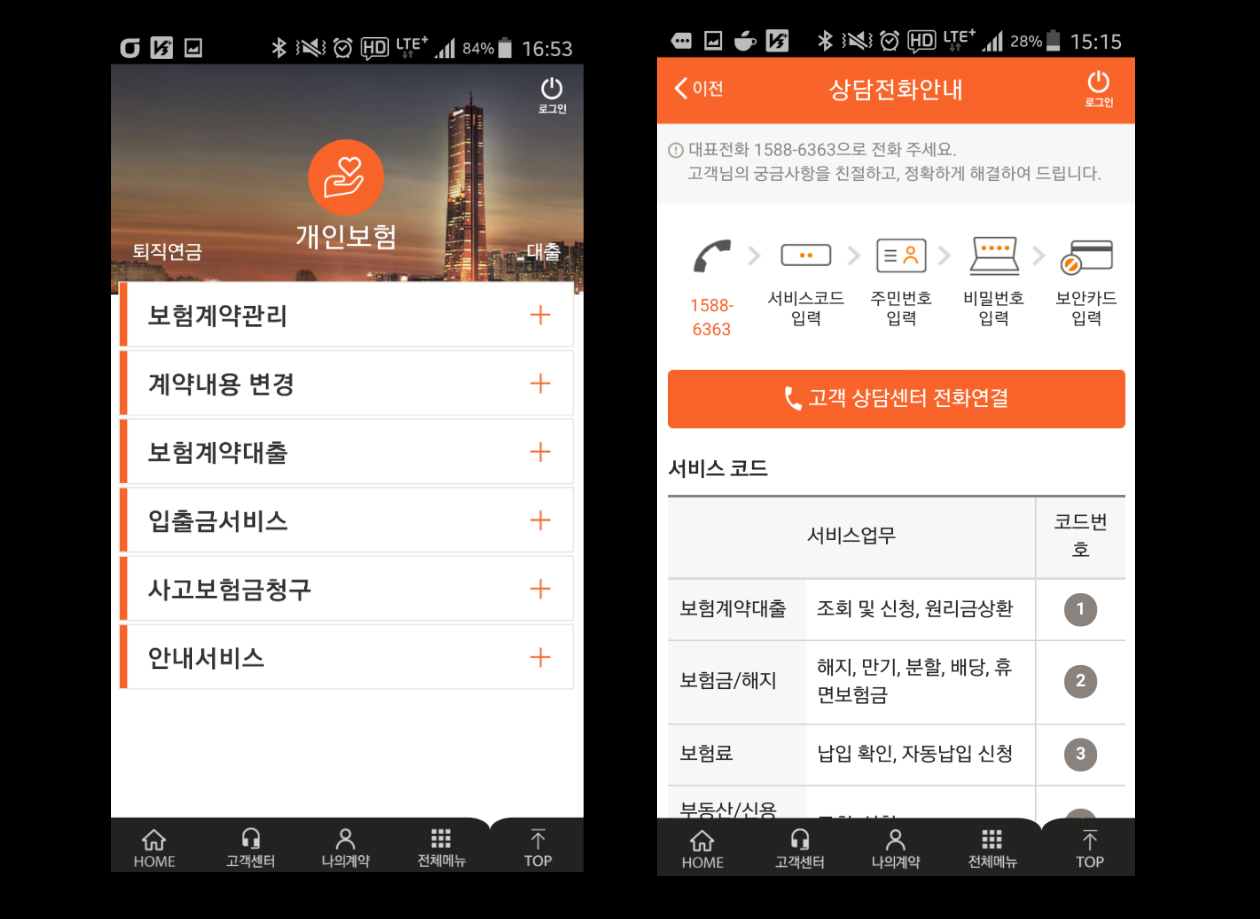 HD LTE+ 84% 16:53
로그인
개인보험
퇴직연금
대출
보험계약관리
계약내용 변경
보험계약대출
입출금서비스
사고보험금청구
안내서비스
HOME
고객센터
나의계약
전체메뉴
TOP
HD LTE+ 28% 15:15
이전
상담전화안내
로그인
대표전화 1588-6363으로 전화 주세요.
고객님의 궁금사항을 친절하고, 정확하게 해결하여 드립니다.
1588-
6363
서비스코드
입력
주민번호
입력
비밀번호
입력
보안카드
입력
고객 상담센터 전화연결
서비스 코드
서비스업무
코드번
호
보험계약대출
조회 및 신청, 원리금상환
1
보험금/해지
해지, 만기, 분할, 배당, 휴
면보험금
2
보험료
납입 확인, 자동납입 신청
3
부동산/신용
HOME
고객센터
나의계약
전체메뉴
TOP